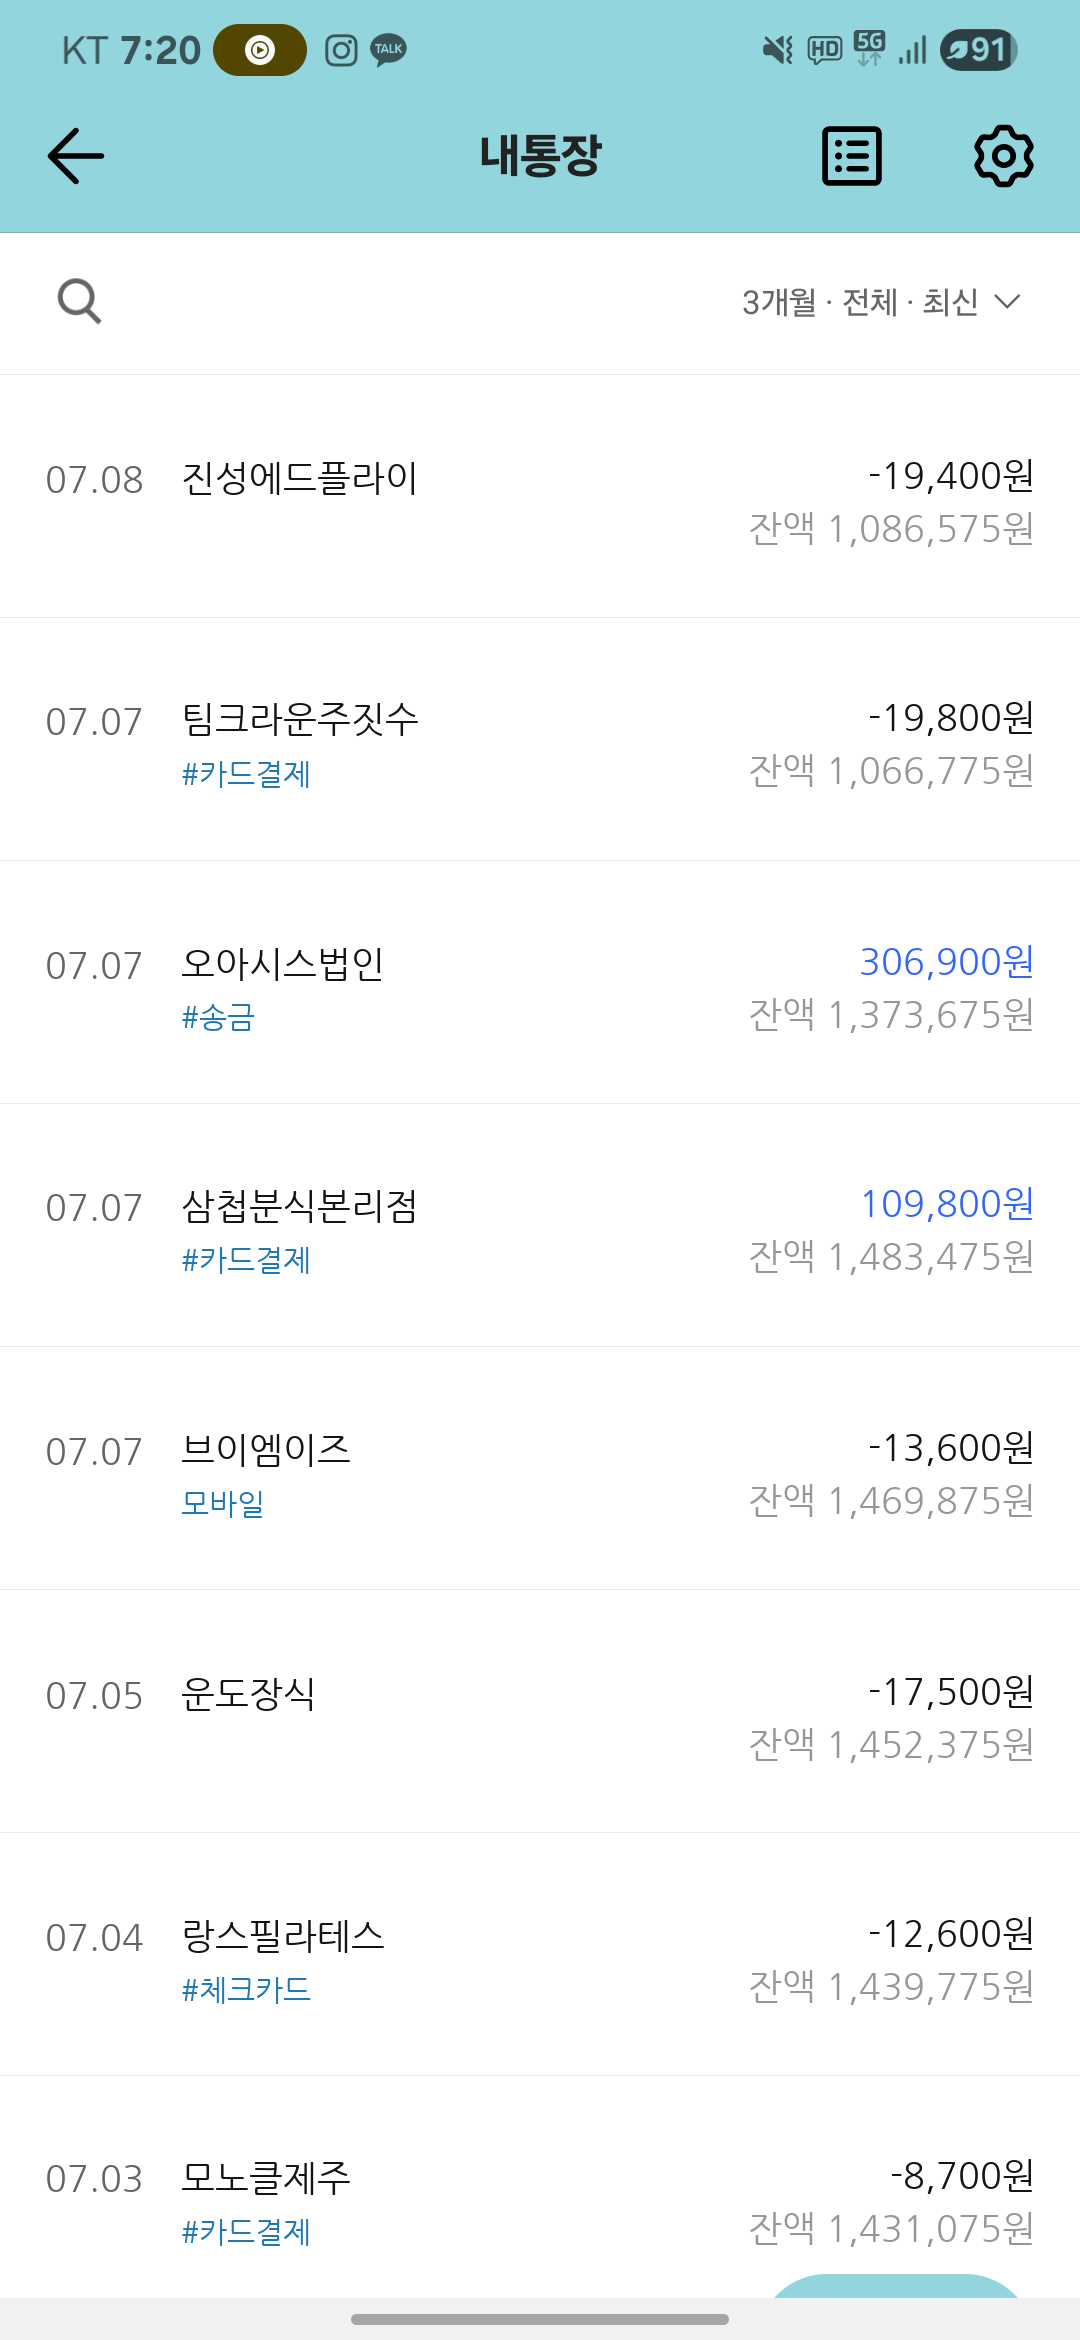 KT 7:20 TALK HD 5G 91
내통장
3개월 · 전체 · 최신
07.08 진성에드플라이 -19,400원
잔액 1,086,575원
07.07 팀크라운주짓수 -19,800원
#카드결제 잔액 1,066,775원
07.07 오아시스법인 306,900원
#송금 잔액 1,373,675원
07.07 삼첩분식본리점 109,800원
#카드결제 잔액 1,483,475원
07.07 브이엠이즈 -13,600원
모바일 잔액 1,469,875원
07.05 운도장식 -17,500원
잔액 1,452,375원
07.04 랑스필라테스 -12,600원
#체크카드 잔액 1,439,775원
07.03 모노클제주 -8,700원
#카드결제 잔액 1,431,075원